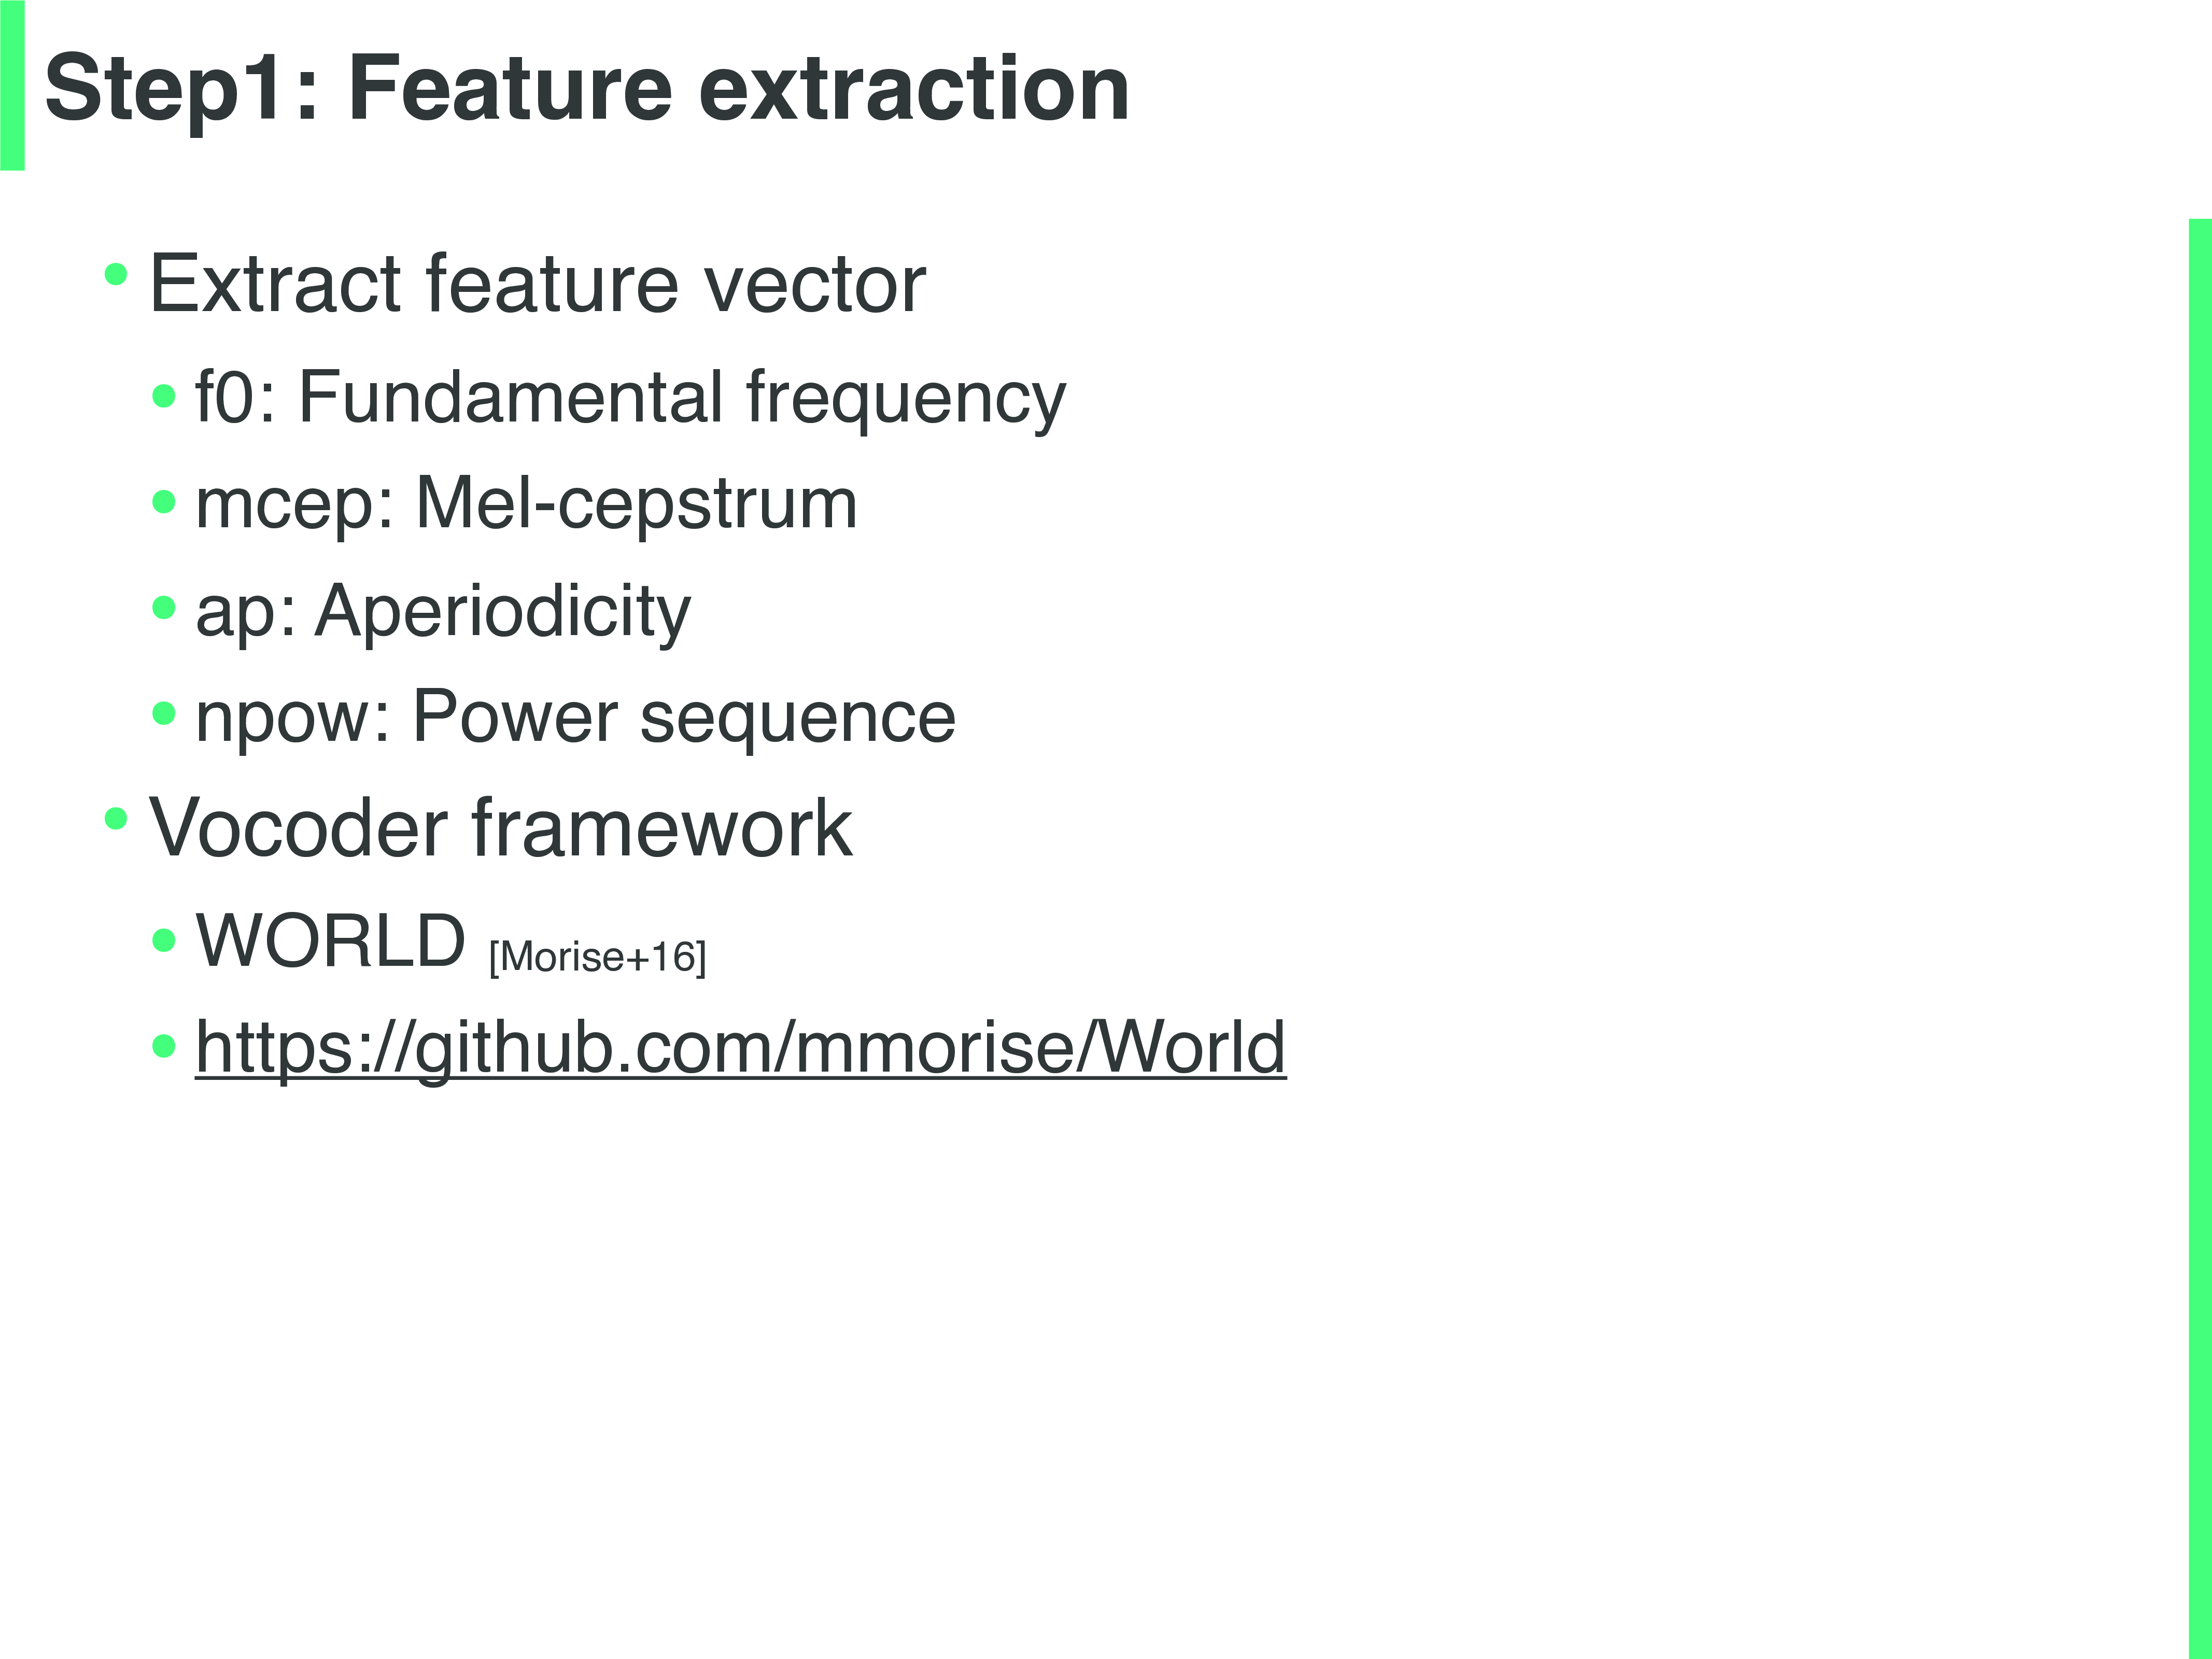 Step1: Feature extraction
Extract feature vector
f0: Fundamental frequency
mcep: Mel-cepstrum
ap: Aperiodicity
npow: Power sequence
Vocoder framework
WORLD [Morise+16]
https://github.com/mmorise/World